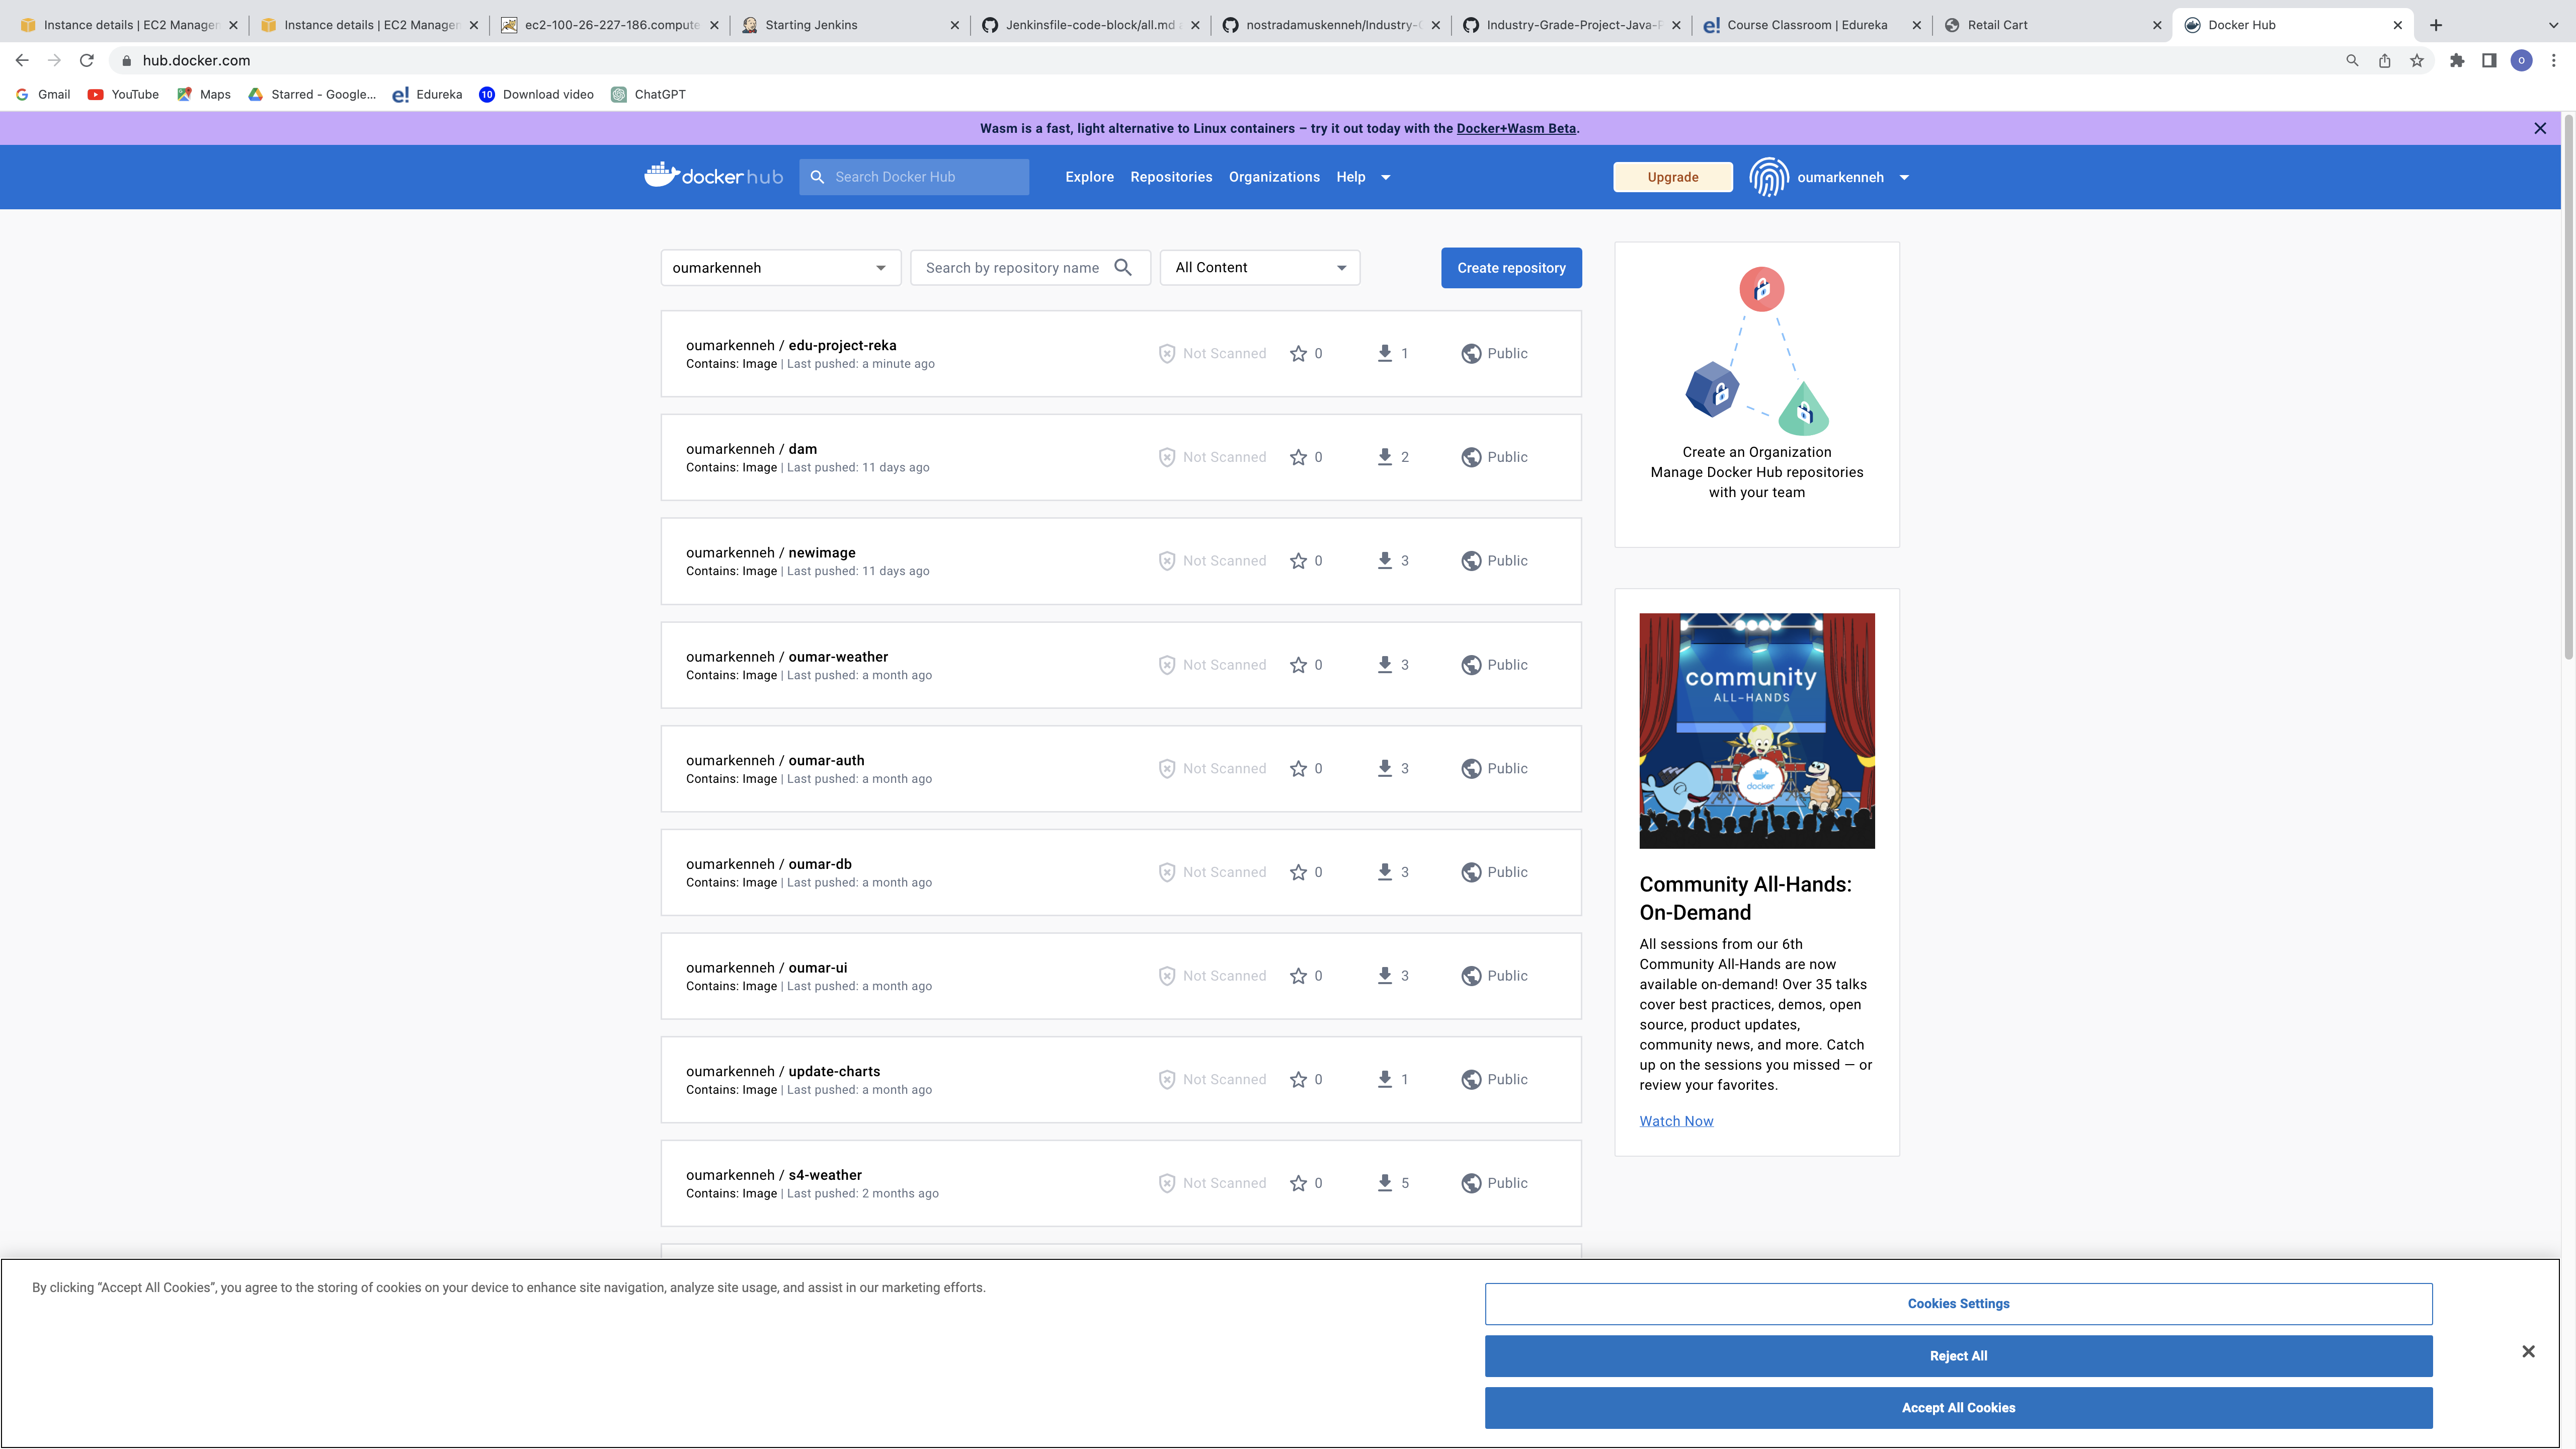 Instance details | EC2 Managen
Instance details | EC2 Managen
ec2-100-26-227-186.compute
Starting Jenkins
Jenkinsfile-code-block/all.md
nostradamuskenneh/Industry-
Industry-Grade-Project-Java-
Course Classroom | Edureka
Retail Cart
Docker Hub
hub.docker.com
O
Gmail
YouTube
Maps
Starred - Google...
e! Edureka
10 Download video
ChatGPT
Wasm is a fast, light alternative to Linux containers – try it out today with the Docker+Wasm Beta.
docker hub
Search Docker Hub
Explore
Repositories
Organizations
Help
Upgrade
oumarkenneh
oumarkenneh
Search by repository name
All Content
Create repository
oumarkenneh / edu-project-reka
Contains: Image | Last pushed: a minute ago
Not Scanned
0
1
Public
oumarkenneh / dam
Contains: Image | Last pushed: 11 days ago
Not Scanned
0
2
Public
oumarkenneh / newimage
Contains: Image | Last pushed: 11 days ago
Not Scanned
0
3
Public
oumarkenneh / oumar-weather
Contains: Image | Last pushed: a month ago
Not Scanned
0
3
Public
oumarkenneh / oumar-auth
Contains: Image | Last pushed: a month ago
Not Scanned
0
3
Public
oumarkenneh / oumar-db
Contains: Image | Last pushed: a month ago
Not Scanned
0
3
Public
oumarkenneh / oumar-ui
Contains: Image | Last pushed: a month ago
Not Scanned
0
3
Public
oumarkenneh / update-charts
Contains: Image | Last pushed: a month ago
Not Scanned
0
1
Public
oumarkenneh / s4-weather
Contains: Image | Last pushed: 2 months ago
Not Scanned
0
5
Public
Create an Organization
Manage Docker Hub repositories
with your team
community
ALL-HANDS
docker
Community All-Hands:
On-Demand
All sessions from our 6th
Community All-Hands are now
available on-demand! Over 35 talks
cover best practices, demos, open
source, product updates,
community news, and more. Catch
up on the sessions you missed — or
review your favorites.
Watch Now
By clicking “Accept All Cookies”, you agree to the storing of cookies on your device to enhance site navigation, analyze site usage, and assist in our marketing efforts.
Cookies Settings
Reject All
Accept All Cookies